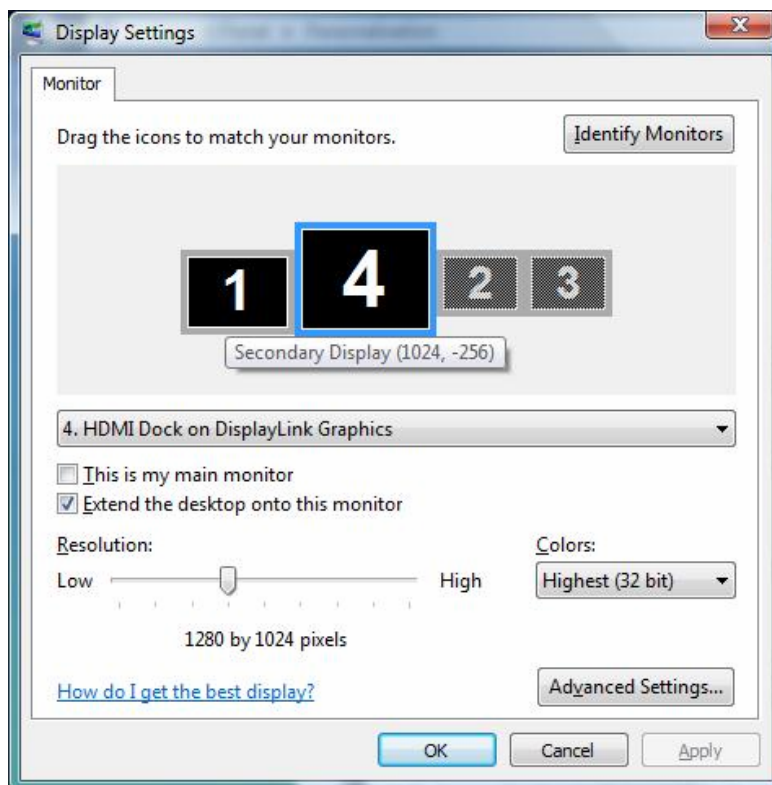 Display Settings
Monitor
Drag the icons to match your monitors.
Identify Monitors
1
4
2
3
Secondary Display (1024, -256)
4. HDMI Dock on DisplayLink Graphics
This is my main monitor
Extend the desktop onto this monitor
Resolution:
Colors:
Low
High
Highest (32 bit)
1280 by 1024 pixels
How do I get the best display?
Advanced Settings...
OK
Cancel
Apply